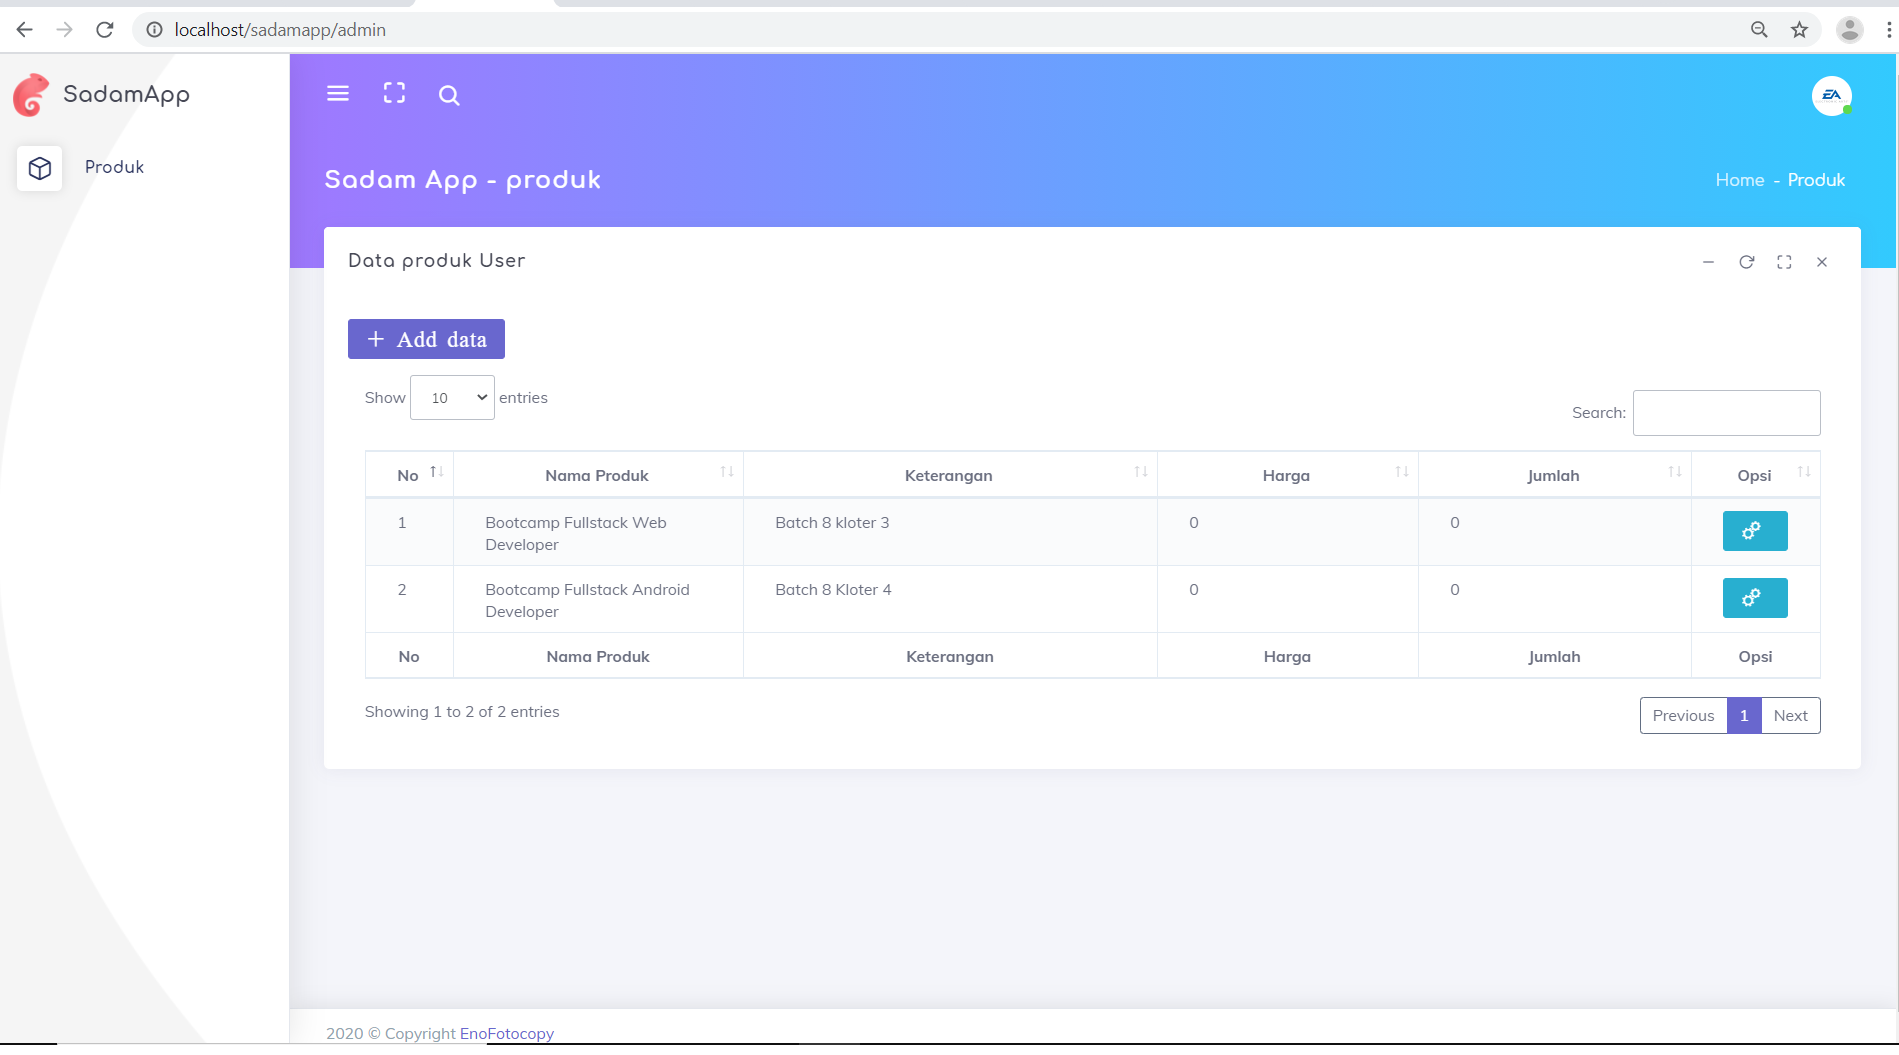 localhost/sadamapp/admin
SadamApp
Produk
Sadam App - produk
Home - Produk
EA
Data produk User
+ Add data
Show 10 entries
Search:
No Nama Produk Keterangan Harga Jumlah Opsi
1 Bootcamp Fullstack Web Batch 8 kloter 3 0 0
Developer
2 Bootcamp Fullstack Android Batch 8 Kloter 4 0 0
Developer
No Nama Produk Keterangan Harga Jumlah Opsi
Showing 1 to 2 of 2 entries
Previous 1 Next
2020 © Copyright EnoFotocopy